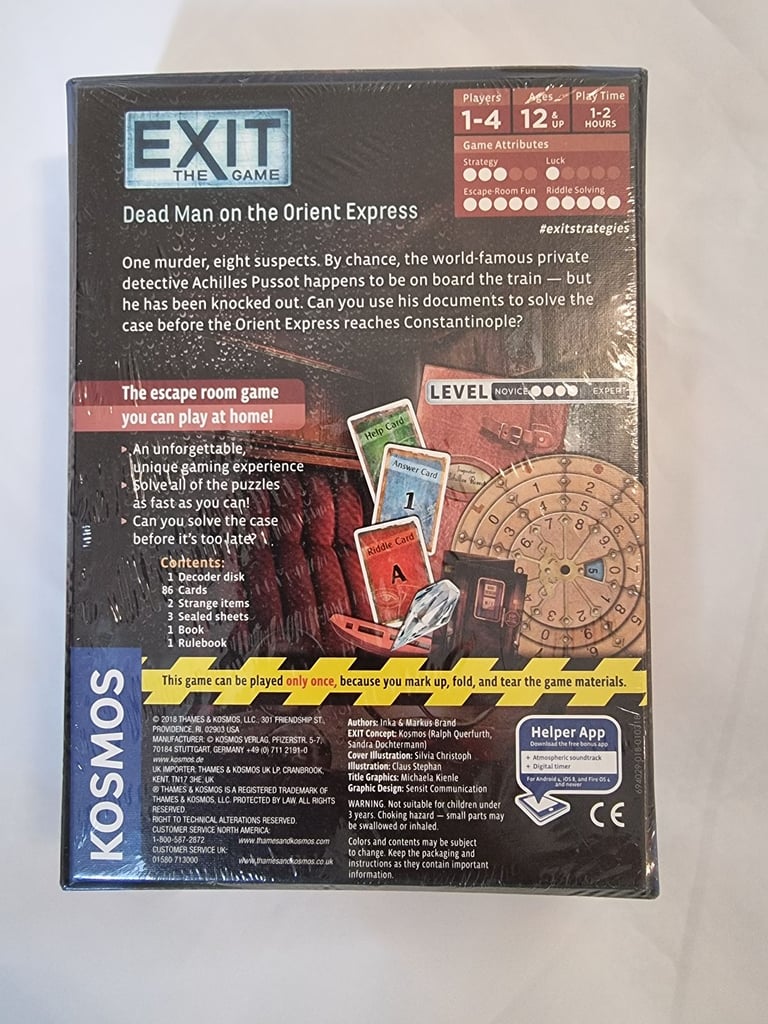 Players Ages Play Time
1-4 12 & UP 1-2 HOURS
Game Attributes
Strategy Luck
Escape-Room Fun Riddle Solving
#exitstrategies
EXIT
THE GAME
Dead Man on the Orient Express
One murder, eight suspects. By chance, the world-famous private
detective Achilles Pussot happens to be on board the train — but
he has been knocked out. Can you use his documents to solve the
case before the Orient Express reaches Constantinople?
The escape room game
you can play at home!
LEVEL NOVICE EXPERT
An unforgettable,
unique gaming experience
Solve all of the puzzles
as fast as you can!
Can you solve the case
before it's too late?
Contents:
1 Decoder disk
86 Cards
2 Strange items
3 Sealed sheets
1 Book
1 Rulebook
Help Card
Answer Card
1
Riddle Card
A
This game can be played only once, because you mark up, fold, and tear the game materials.
KOSMOS
© 2018 THAMES & KOSMOS, LLC., 301 FRIENDSHIP ST.,
PROVIDENCE, RI, 02903 USA
MANUFACTURER: © KOSMOS VERLAG, PFIZERSTR. 5-7,
70184 STUTTGART, GERMANY +49 (0) 711 2191-0
www.kosmos.de
UK IMPORTER: THAMES & KOSMOS UK LP, CRANBROOK,
KENT, TN17 7HE, UK
® THAMES & KOSMOS IS A REGISTERED TRADEMARK OF
THAMES & KOSMOS, LLC. PROTECTED BY LAW, ALL RIGHTS
RESERVED.
RIGHT TO TECHNICAL ALTERATIONS RESERVED.
CUSTOMER SERVICE NORTH AMERICA:
1-800-587-2872 www.thamesandkosmos.com
CUSTOMER SERVICE UK:
01580 713000 www.thamesandkosmos.co.uk
Authors: Inka & Markus Brand
EXIT Concept: Kosmos (Ralph Querfurth,
Sandra Dochtermann)
Cover Illustration: Silvia Christoph
Illustration: Claus Stephan
Title Graphics: Michaela Kienle
Graphic Design: Sensit Communication
WARNING. Not suitable for children under
3 years. Choking hazard — small parts may
be swallowed or inhaled.
Colors and contents may be subject
to change. Keep the packaging and
instructions as they contain important
information.
Helper App
Download the free bonus app
+ Atmospheric soundtrack
+ Digital timer
For Android 4, iOS 8, and Fire OS 4
and newer
CE